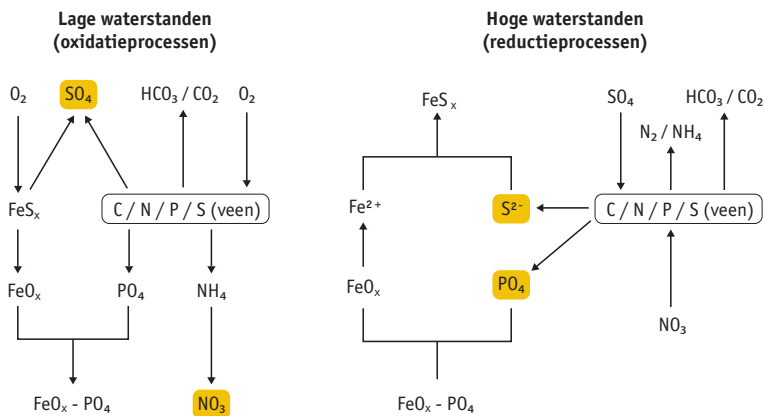 Lage waterstanden
(oxidatieprocessen)
O₂
SO₄
HCO₃ / CO₂
O₂
FeSₓ
C / N / P / S (veen)
FeOₓ
PO₄
NH₄
FeOₓ - PO₄
NO₃
Hoge waterstanden
(reductieprocessen)
FeSₓ
SO₄
HCO₃ / CO₂
N₂ / NH₄
Fe²⁺
S²⁻
C / N / P / S (veen)
FeOₓ
PO₄
NO₃
FeOₓ - PO₄